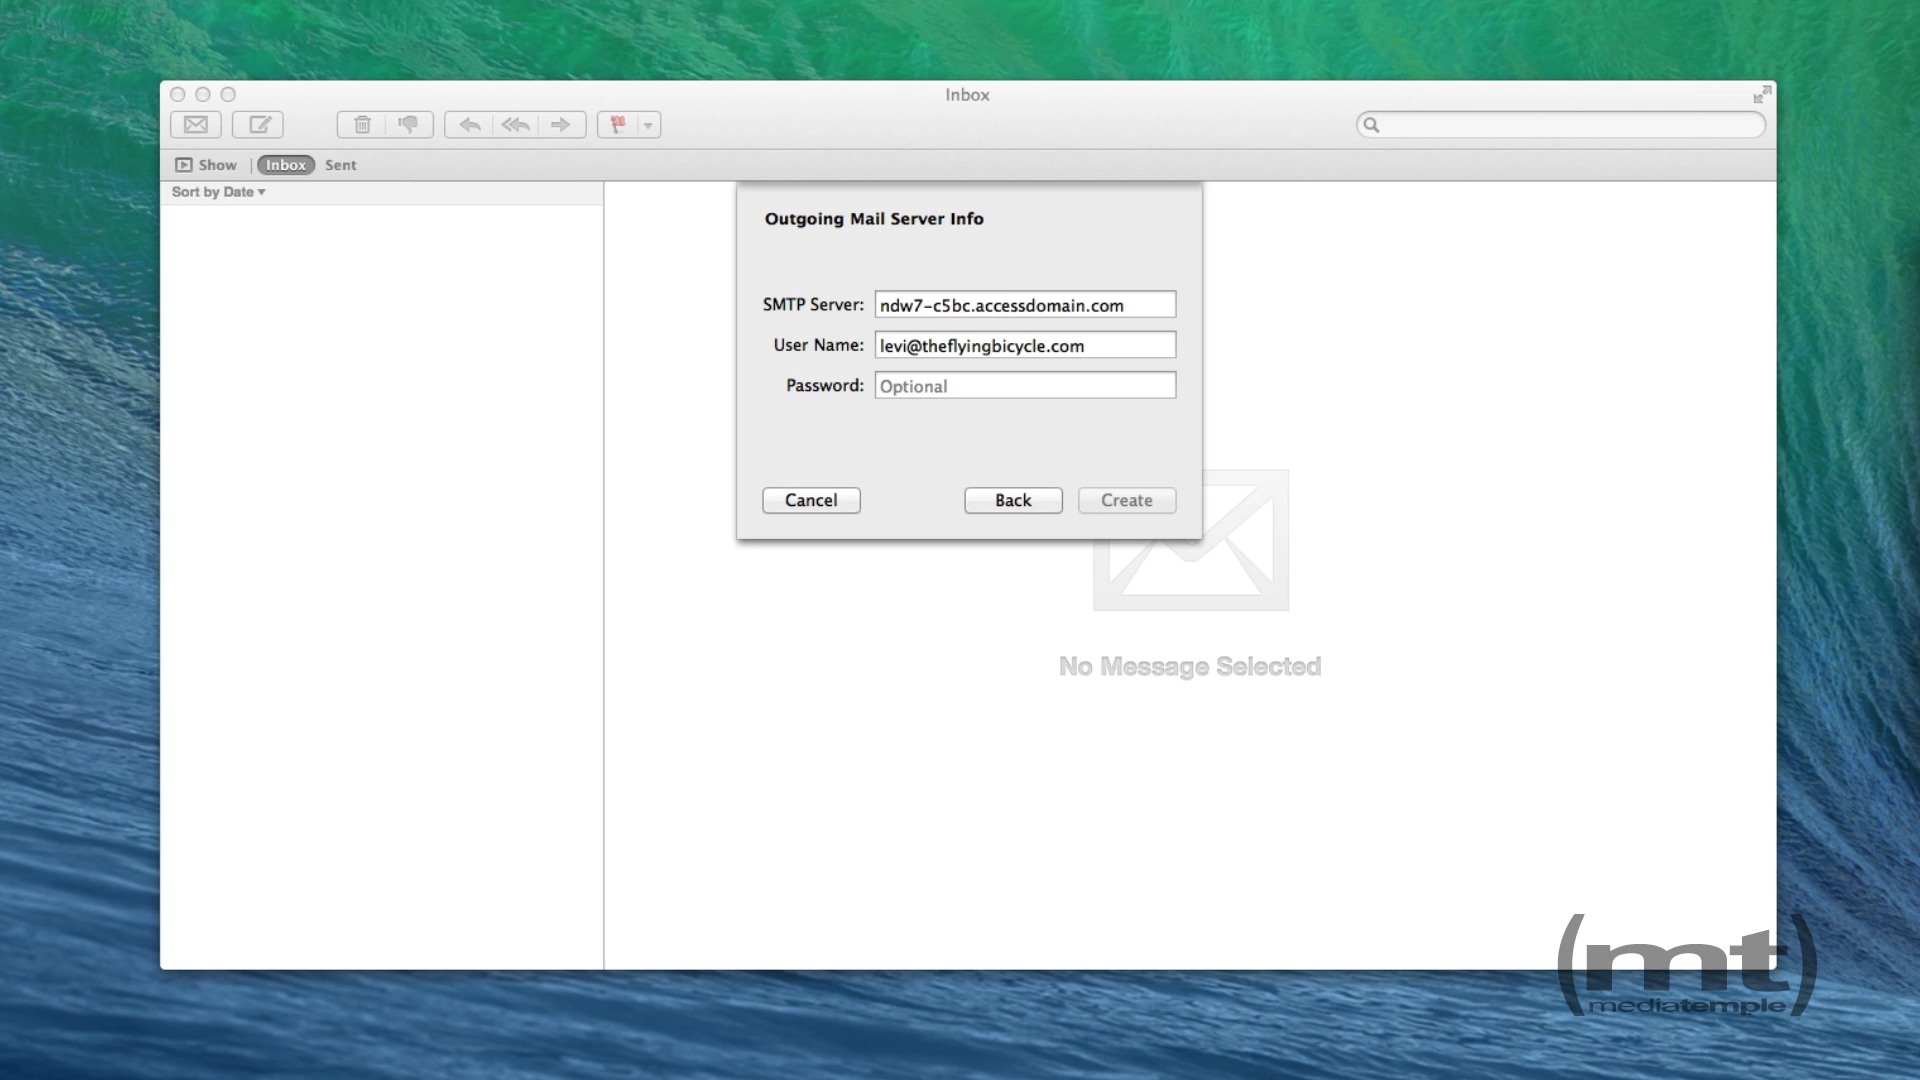 Inbox
Show | Inbox Sent
Sort by Date
Outgoing Mail Server Info
SMTP Server: ndw7-c5bc.accessdomain.com
User Name: levi@theflyingbicycle.com
Password: Optional
Cancel Back Create
No Message Selected
(mt)
mediatemple